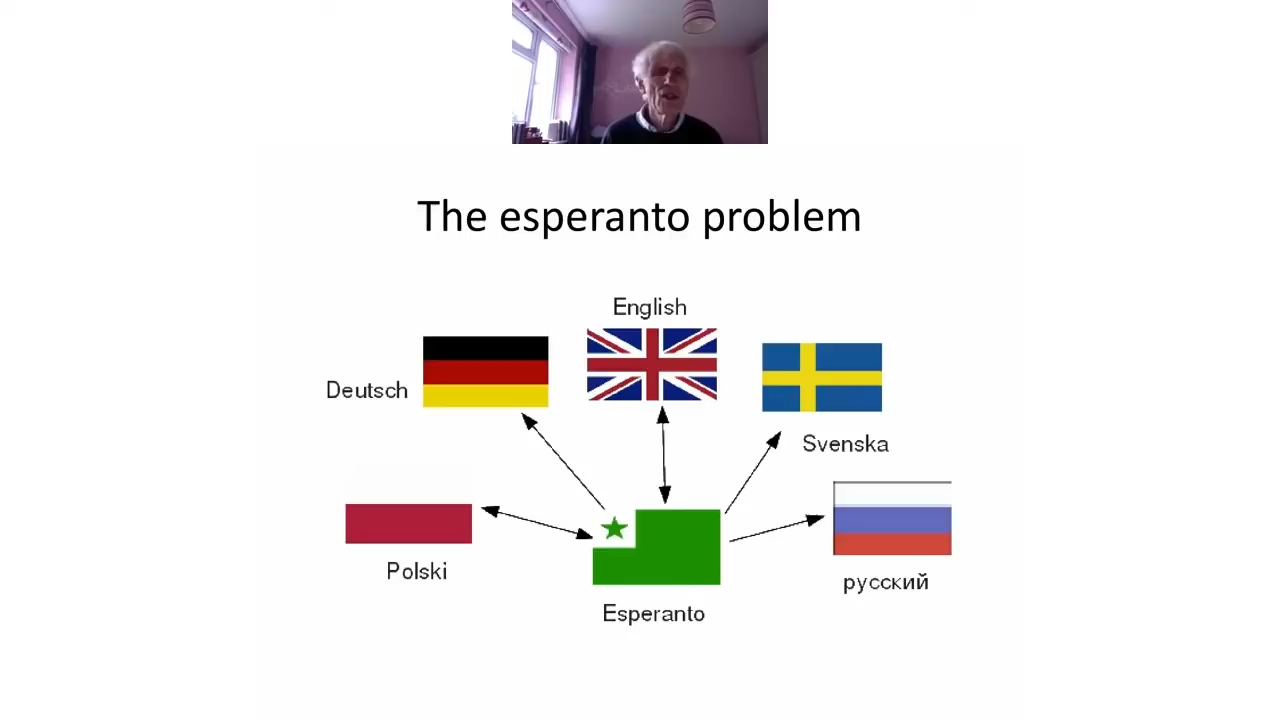 The esperanto problem
English
Deutsch
Svenska
Polski
русский
Esperanto